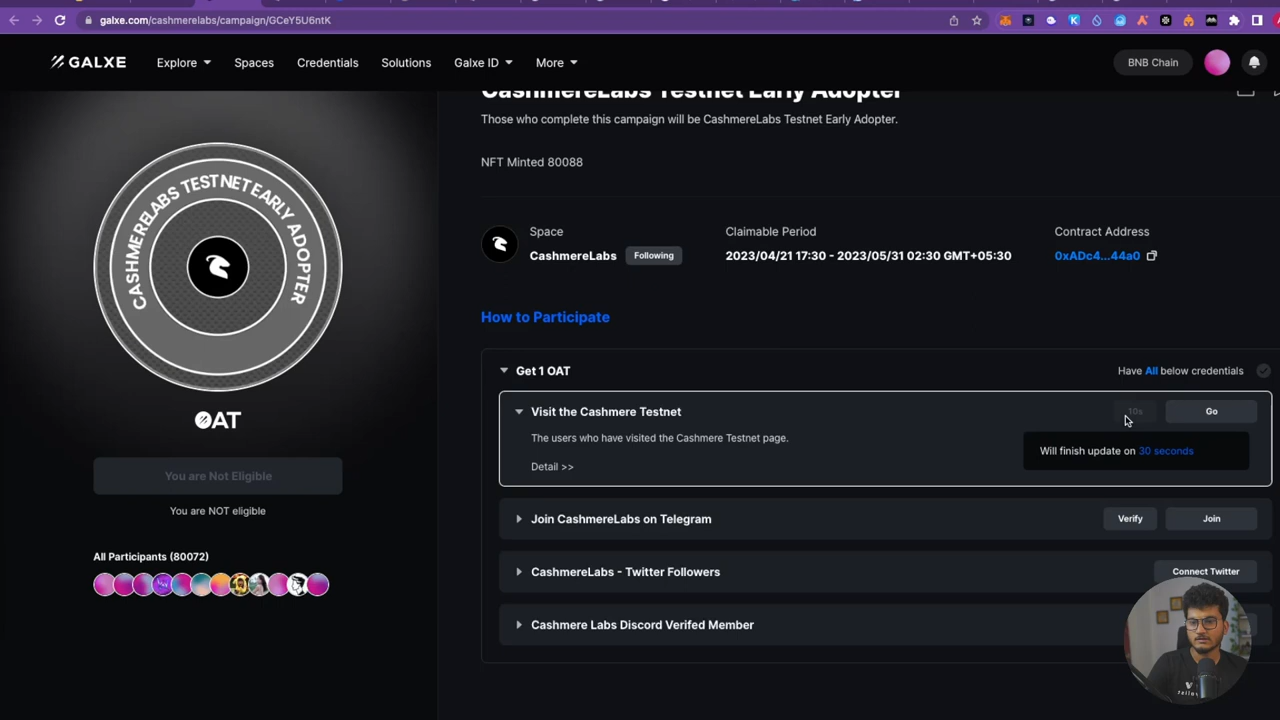 galxe.com/cashmerelabs/campaign/GCeY5U6ntK
GALXE
Explore
Spaces
Credentials
Solutions
Galxe ID
More
BNB Chain
CASHMERELABS TESTNET EARLY ADOPTER
OAT
You are Not Eligible
You are NOT eligible
All Participants (80072)
CashmereLabs Testnet Early Adopter
Those who complete this campaign will be CashmereLabs Testnet Early Adopter.
NFT Minted 80088
Space
CashmereLabs
Following
Claimable Period
2023/04/21 17:30 - 2023/05/31 02:30 GMT+05:30
Contract Address
0xADc4...44a0
How to Participate
Get 1 OAT
Have All below credentials
Visit the Cashmere Testnet
10s
Go
The users who have visited the Cashmere Testnet page.
Will finish update on 30 seconds
Detail >>
Join CashmereLabs on Telegram
Verify
Join
CashmereLabs - Twitter Followers
Connect Twitter
Cashmere Labs Discord Verifed Member